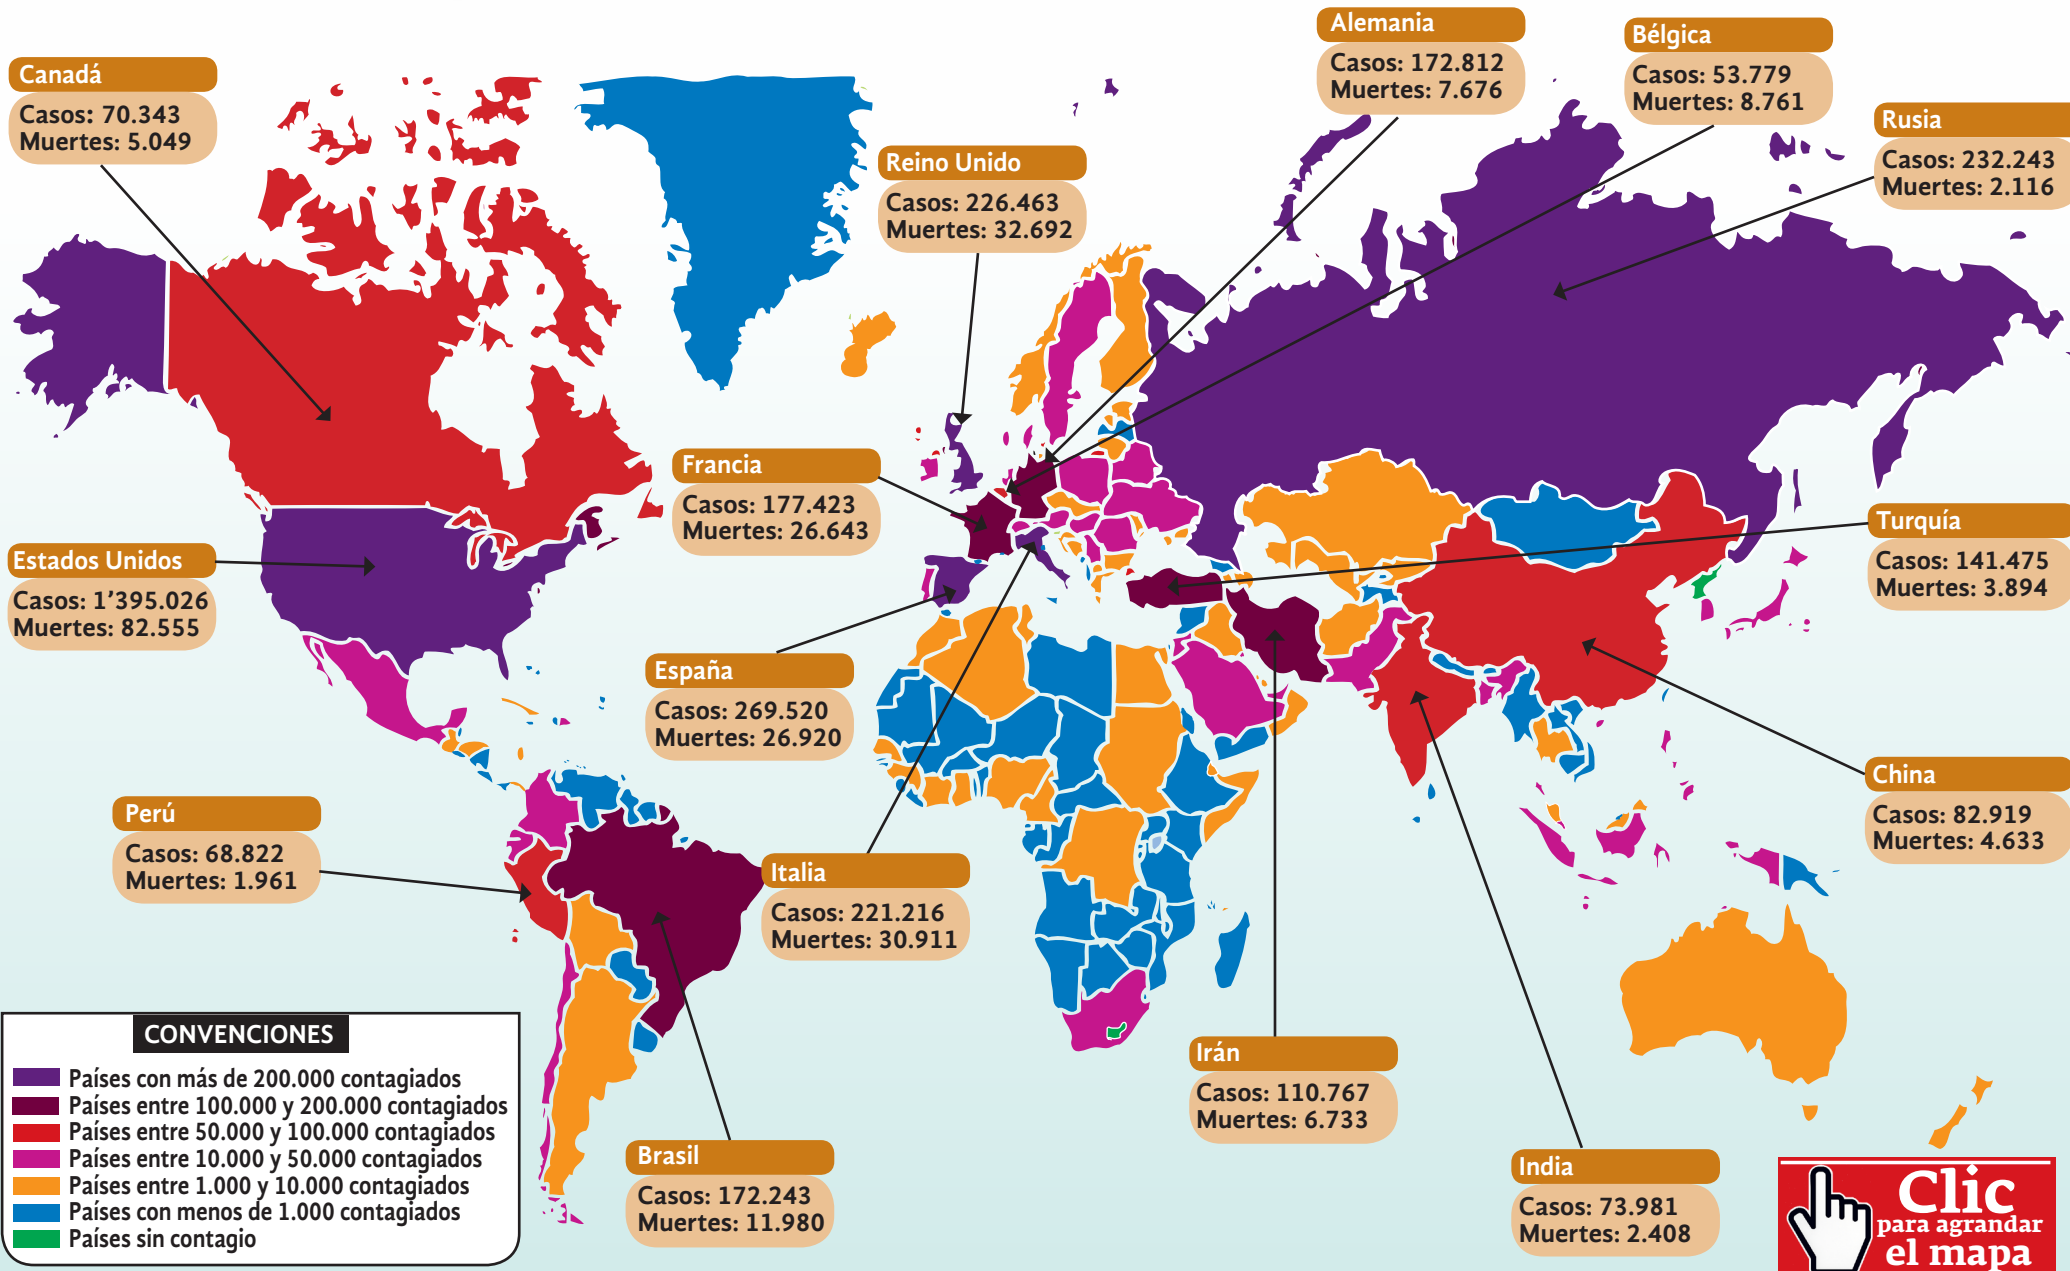 Canadá
Casos: 70.343
Muertes: 5.049
Reino Unido
Casos: 226.463
Muertes: 32.692
Alemania
Casos: 172.812
Muertes: 7.676
Bélgica
Casos: 53.779
Muertes: 8.761
Rusia
Casos: 232.243
Muertes: 2.116
Francia
Casos: 177.423
Muertes: 26.643
Estados Unidos
Casos: 1’395.026
Muertes: 82.555
Turquía
Casos: 141.475
Muertes: 3.894
España
Casos: 269.520
Muertes: 26.920
Perú
Casos: 68.822
Muertes: 1.961
Italia
Casos: 221.216
Muertes: 30.911
China
Casos: 82.919
Muertes: 4.633
Irán
Casos: 110.767
Muertes: 6.733
Brasil
Casos: 172.243
Muertes: 11.980
India
Casos: 73.981
Muertes: 2.408
CONVENCIONES
Países con más de 200.000 contagiados
Países entre 100.000 y 200.000 contagiados
Países entre 50.000 y 100.000 contagiados
Países entre 10.000 y 50.000 contagiados
Países entre 1.000 y 10.000 contagiados
Países con menos de 1.000 contagiados
Países sin contagio
Clic
para agrandar
el mapa